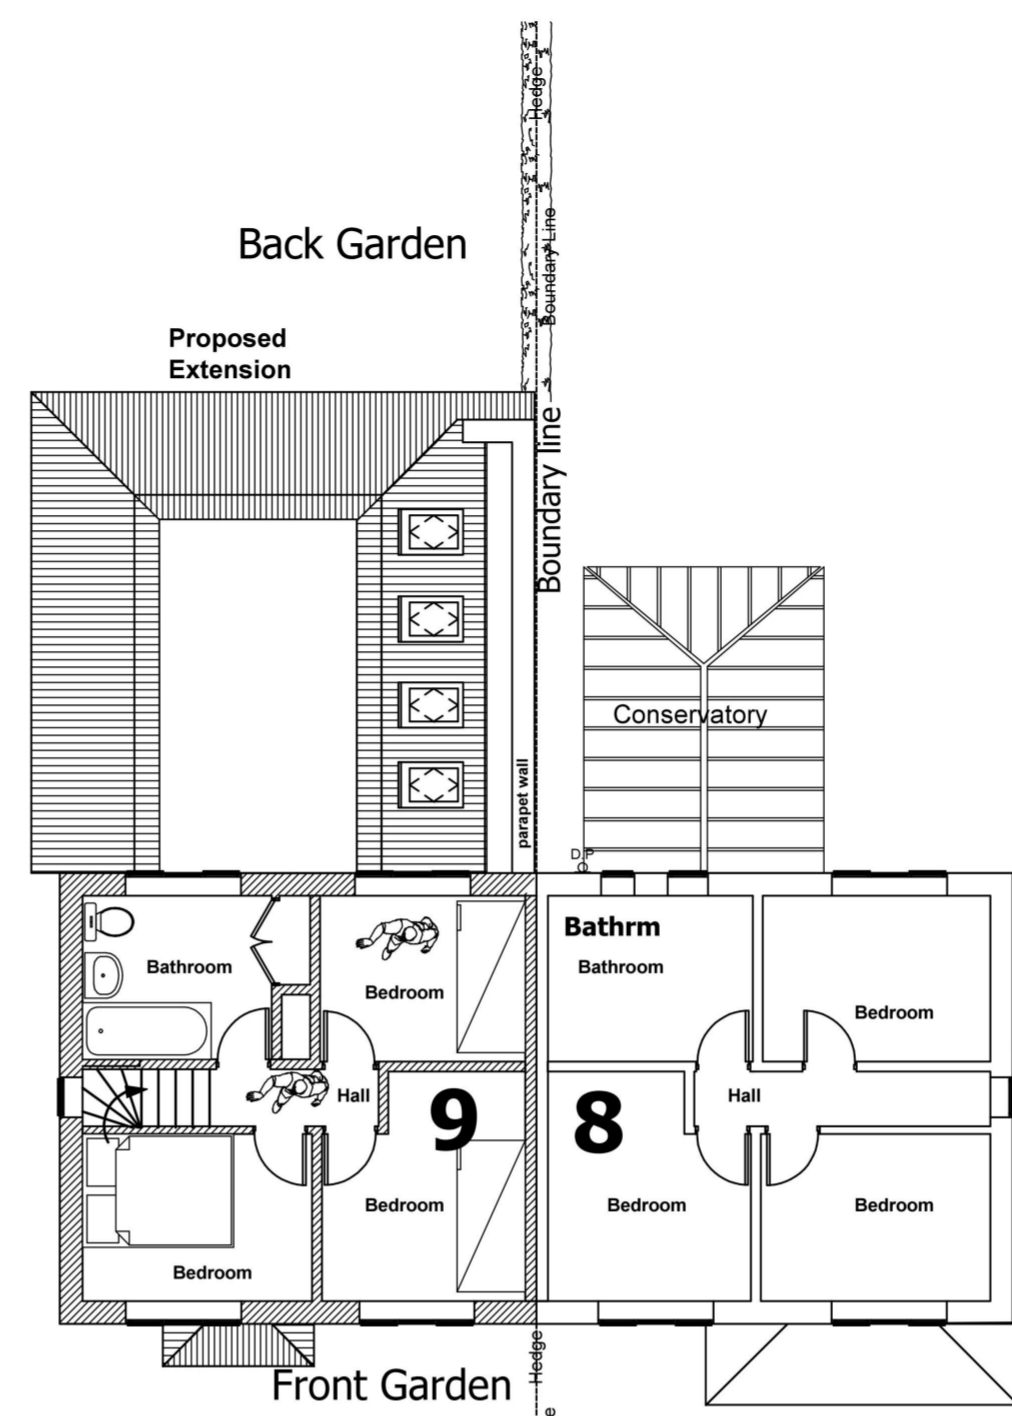 Hedge
Boundary Line
Back Garden
Proposed
Extension
Boundary line
Conservatory
parapet wall
D.P
O
Bathrm
Bathroom
Bathroom
Bedroom
Bedroom
Hall
9
8
Hall
Bedroom
Bedroom
Bedroom
Bedroom
Hedge
Front Garden
e